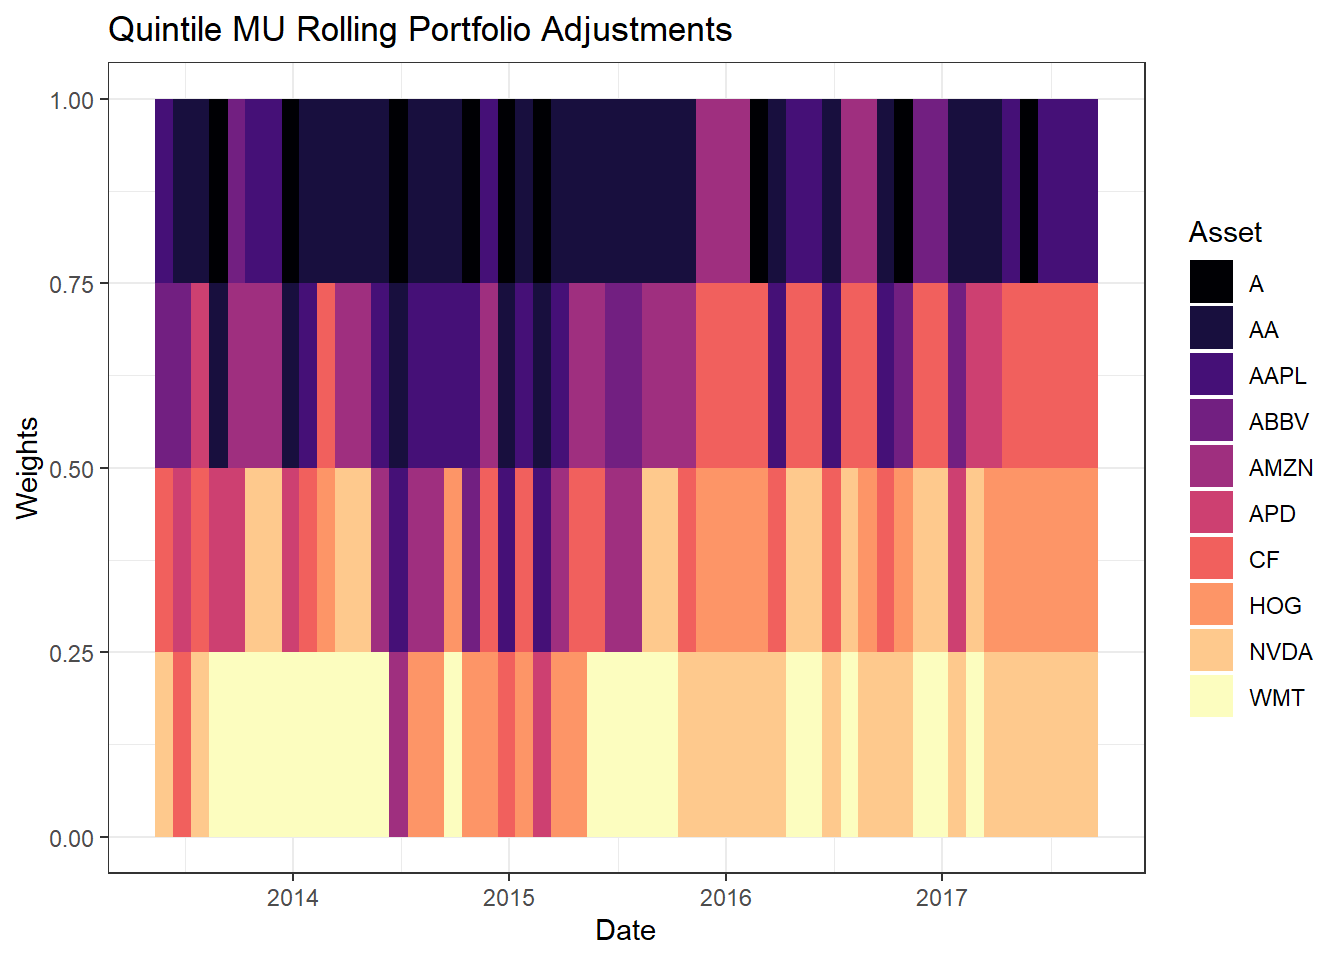 Quintile MU Rolling Portfolio Adjustments
1.00
0.75
0.50
0.25
0.00
Weights
2014
2015
2016
2017
Date
Asset
A
AA
AAPL
ABBV
AMZN
APD
CF
HOG
NVDA
WMT